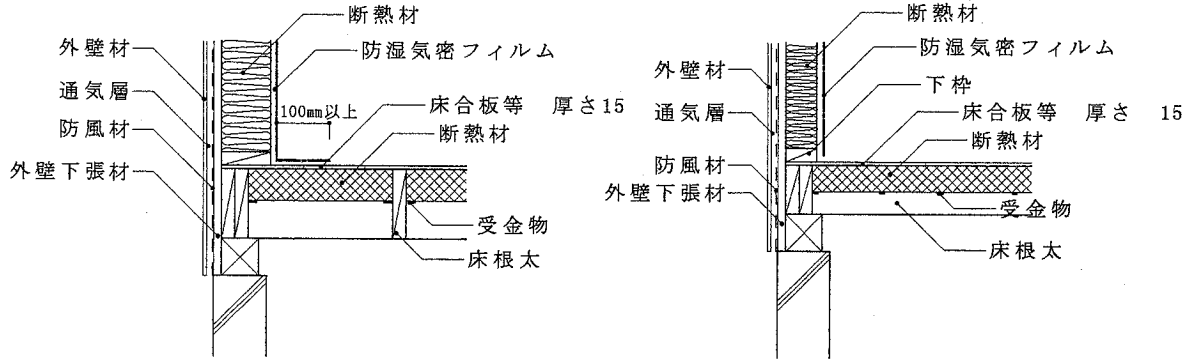 断熱材
外壁材
防湿気密フィルム
通気層
100mm以上
床合板等 厚さ15
防風材
断熱材
外壁下張材
受金物
床根太
断熱材
防湿気密フィルム
外壁材
下枠
通気層
床合板等 厚さ 15
断熱材
防風材
外壁下張材
受金物
床根太